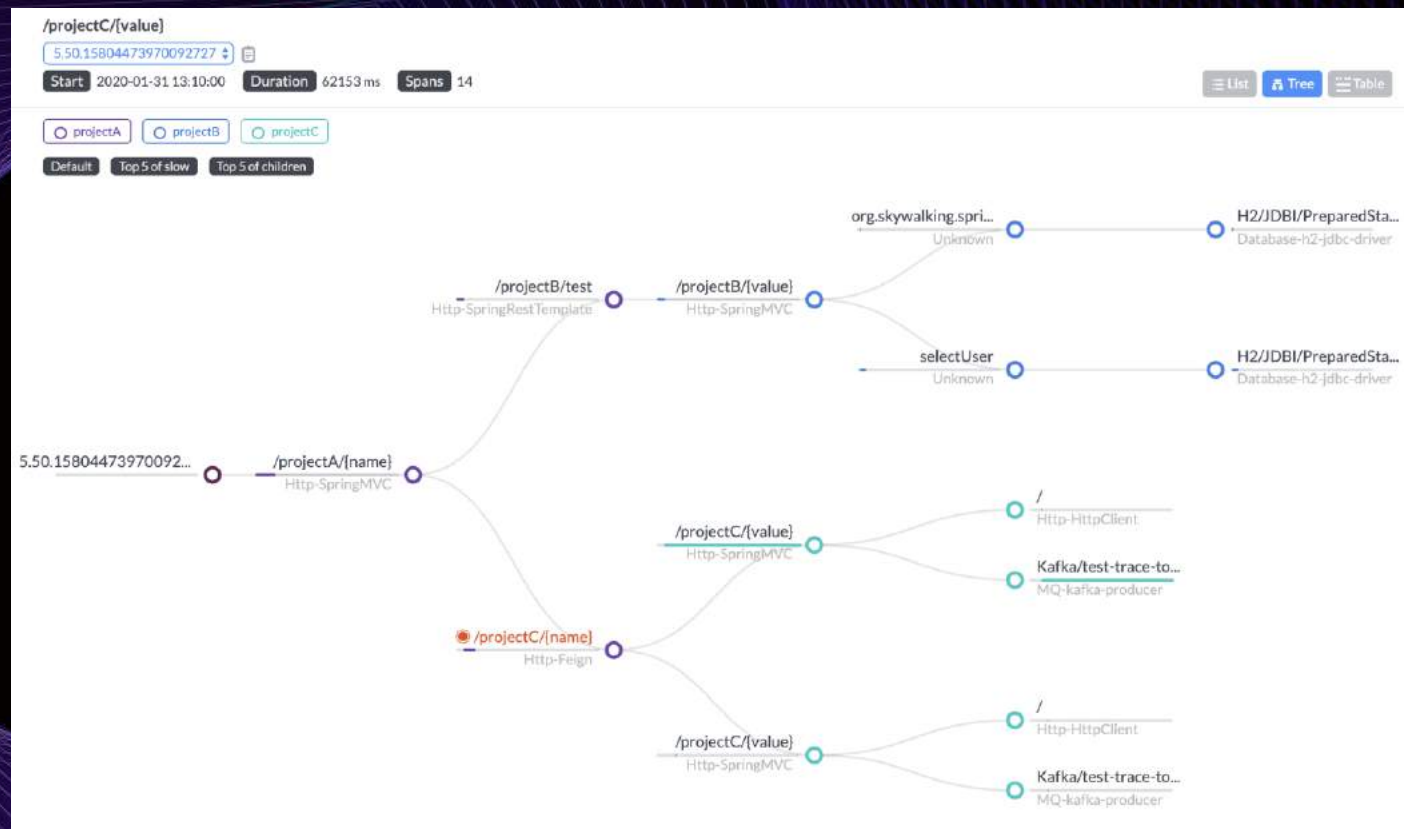 /projectC/{value}
5.50.15804473970092727
Start 2020-01-31 13:10:00 Duration 62153 ms Spans 14
List Tree Table
projectA projectB projectC
Default Top 5 of slow Top 5 of children
org.skywalking.spri...
Unknown
H2/JDBI/PreparedSta...
Database-h2-jdbc-driver
/projectB/test
Http-SpringRestTemplate
/projectB/{value}
Http-SpringMVC
selectUser
Unknown
H2/JDBI/PreparedSta...
Database-h2-jdbc-driver
5.50.15804473970092...
/projectA/{name}
Http-SpringMVC
/projectC/{value}
Http-SpringMVC
/
Http-HttpClient
Kafka/test-trace-to...
MQ-kafka-producer
/projectC/{name}
Http-Feign
/projectC/{value}
Http-SpringMVC
/
Http-HttpClient
Kafka/test-trace-to...
MQ-kafka-producer